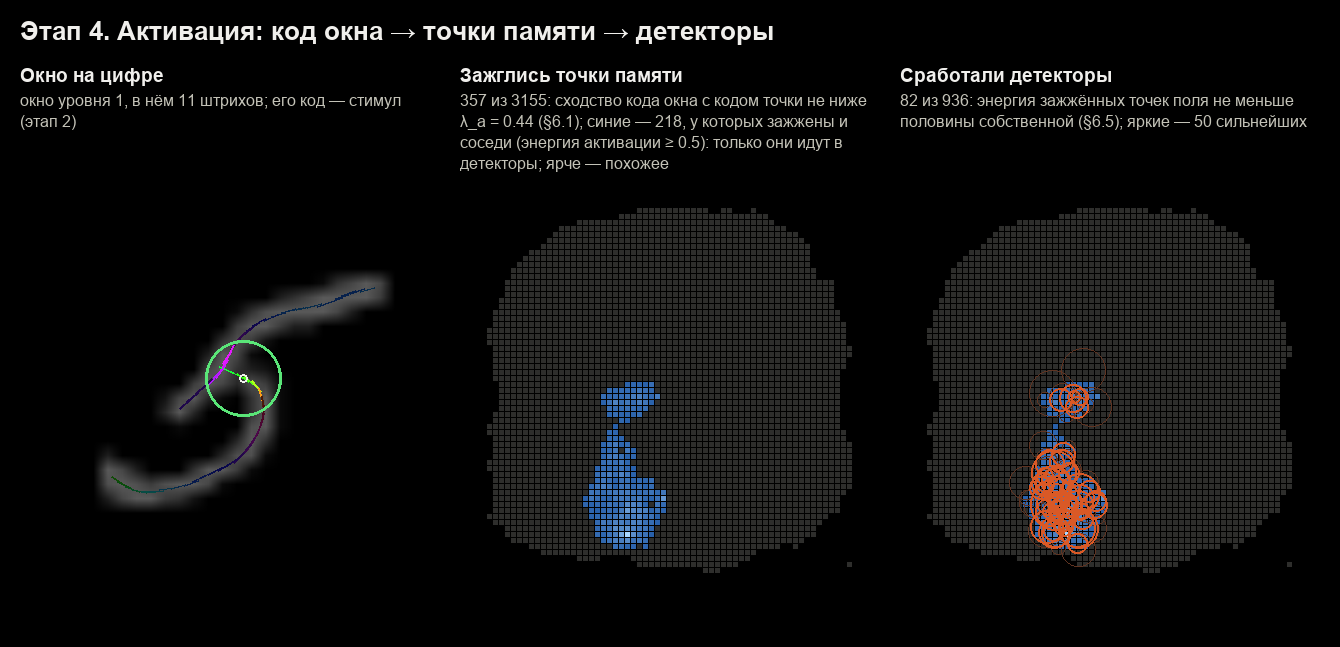 Этап 4. Активация: код окна → точки памяти → детекторы
Окно на цифре
окно уровня 1, в нём 11 штрихов; его код — стимул
(этап 2)
Зажглись точки памяти
357 из 3155: сходство кода окна с кодом точки не ниже
λ_a = 0.44 (§6.1); синие — 218, у которых зажжены и
соседи (энергия активации ≥ 0.5): только они идут в
детекторы; ярче — похожее
Сработали детекторы
82 из 936: энергия зажжённых точек поля не меньше
половины собственной (§6.5); яркие — 50 сильнейших